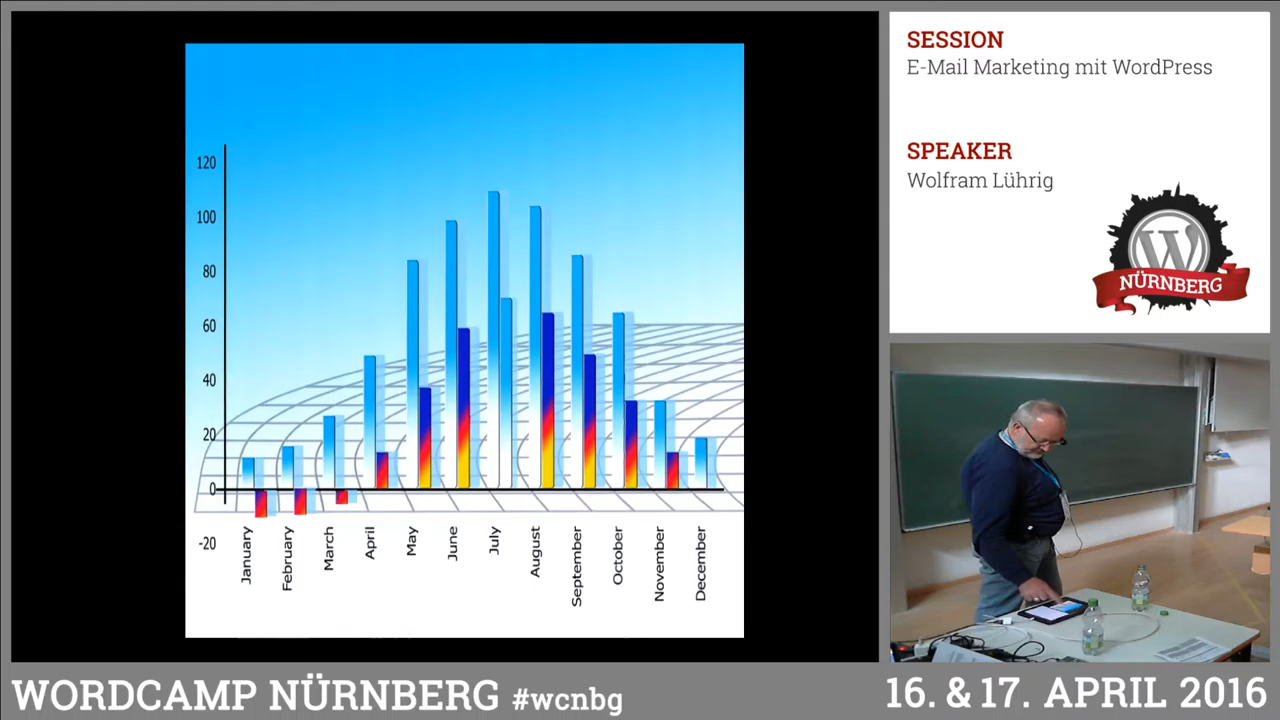 120
100
80
60
40
20
0
-20
January
February
March
April
May
June
July
August
September
October
November
December
SESSION
E-Mail Marketing mit WordPress
SPEAKER
Wolfram Lührig
W
NÜRNBERG
WORDCAMP NÜRNBERG #wcnbg
16. & 17. APRIL 2016